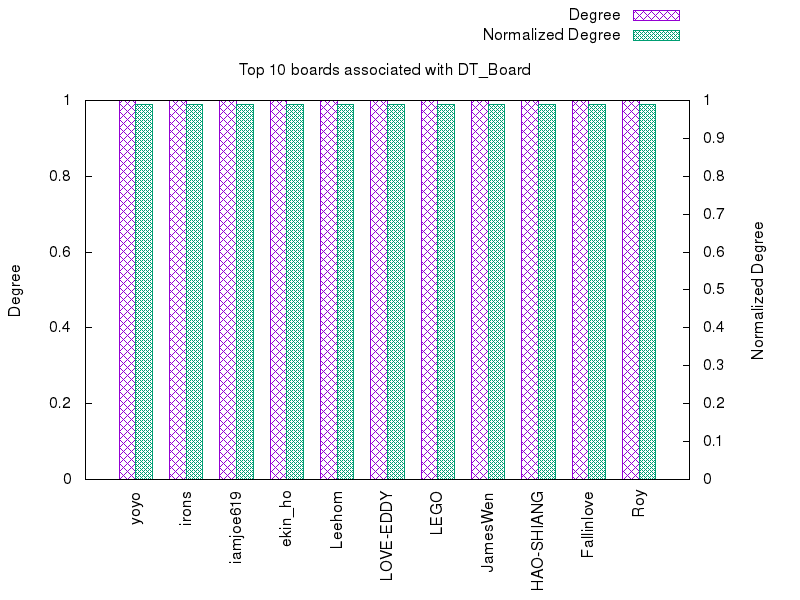 Degree
Normalized Degree
Top 10 boards associated with DT_Board
1
0.8
0.6
0.4
0.2
0
1
0.9
0.8
0.7
0.6
0.5
0.4
0.3
0.2
0.1
0
Degree
Normalized Degree
yoyo
irons
iamjoe619
ekin_ho
Leehom
LOVE-EDDY
LEGO
JamesWen
HAO-SHIANG
Fallinlove
Roy